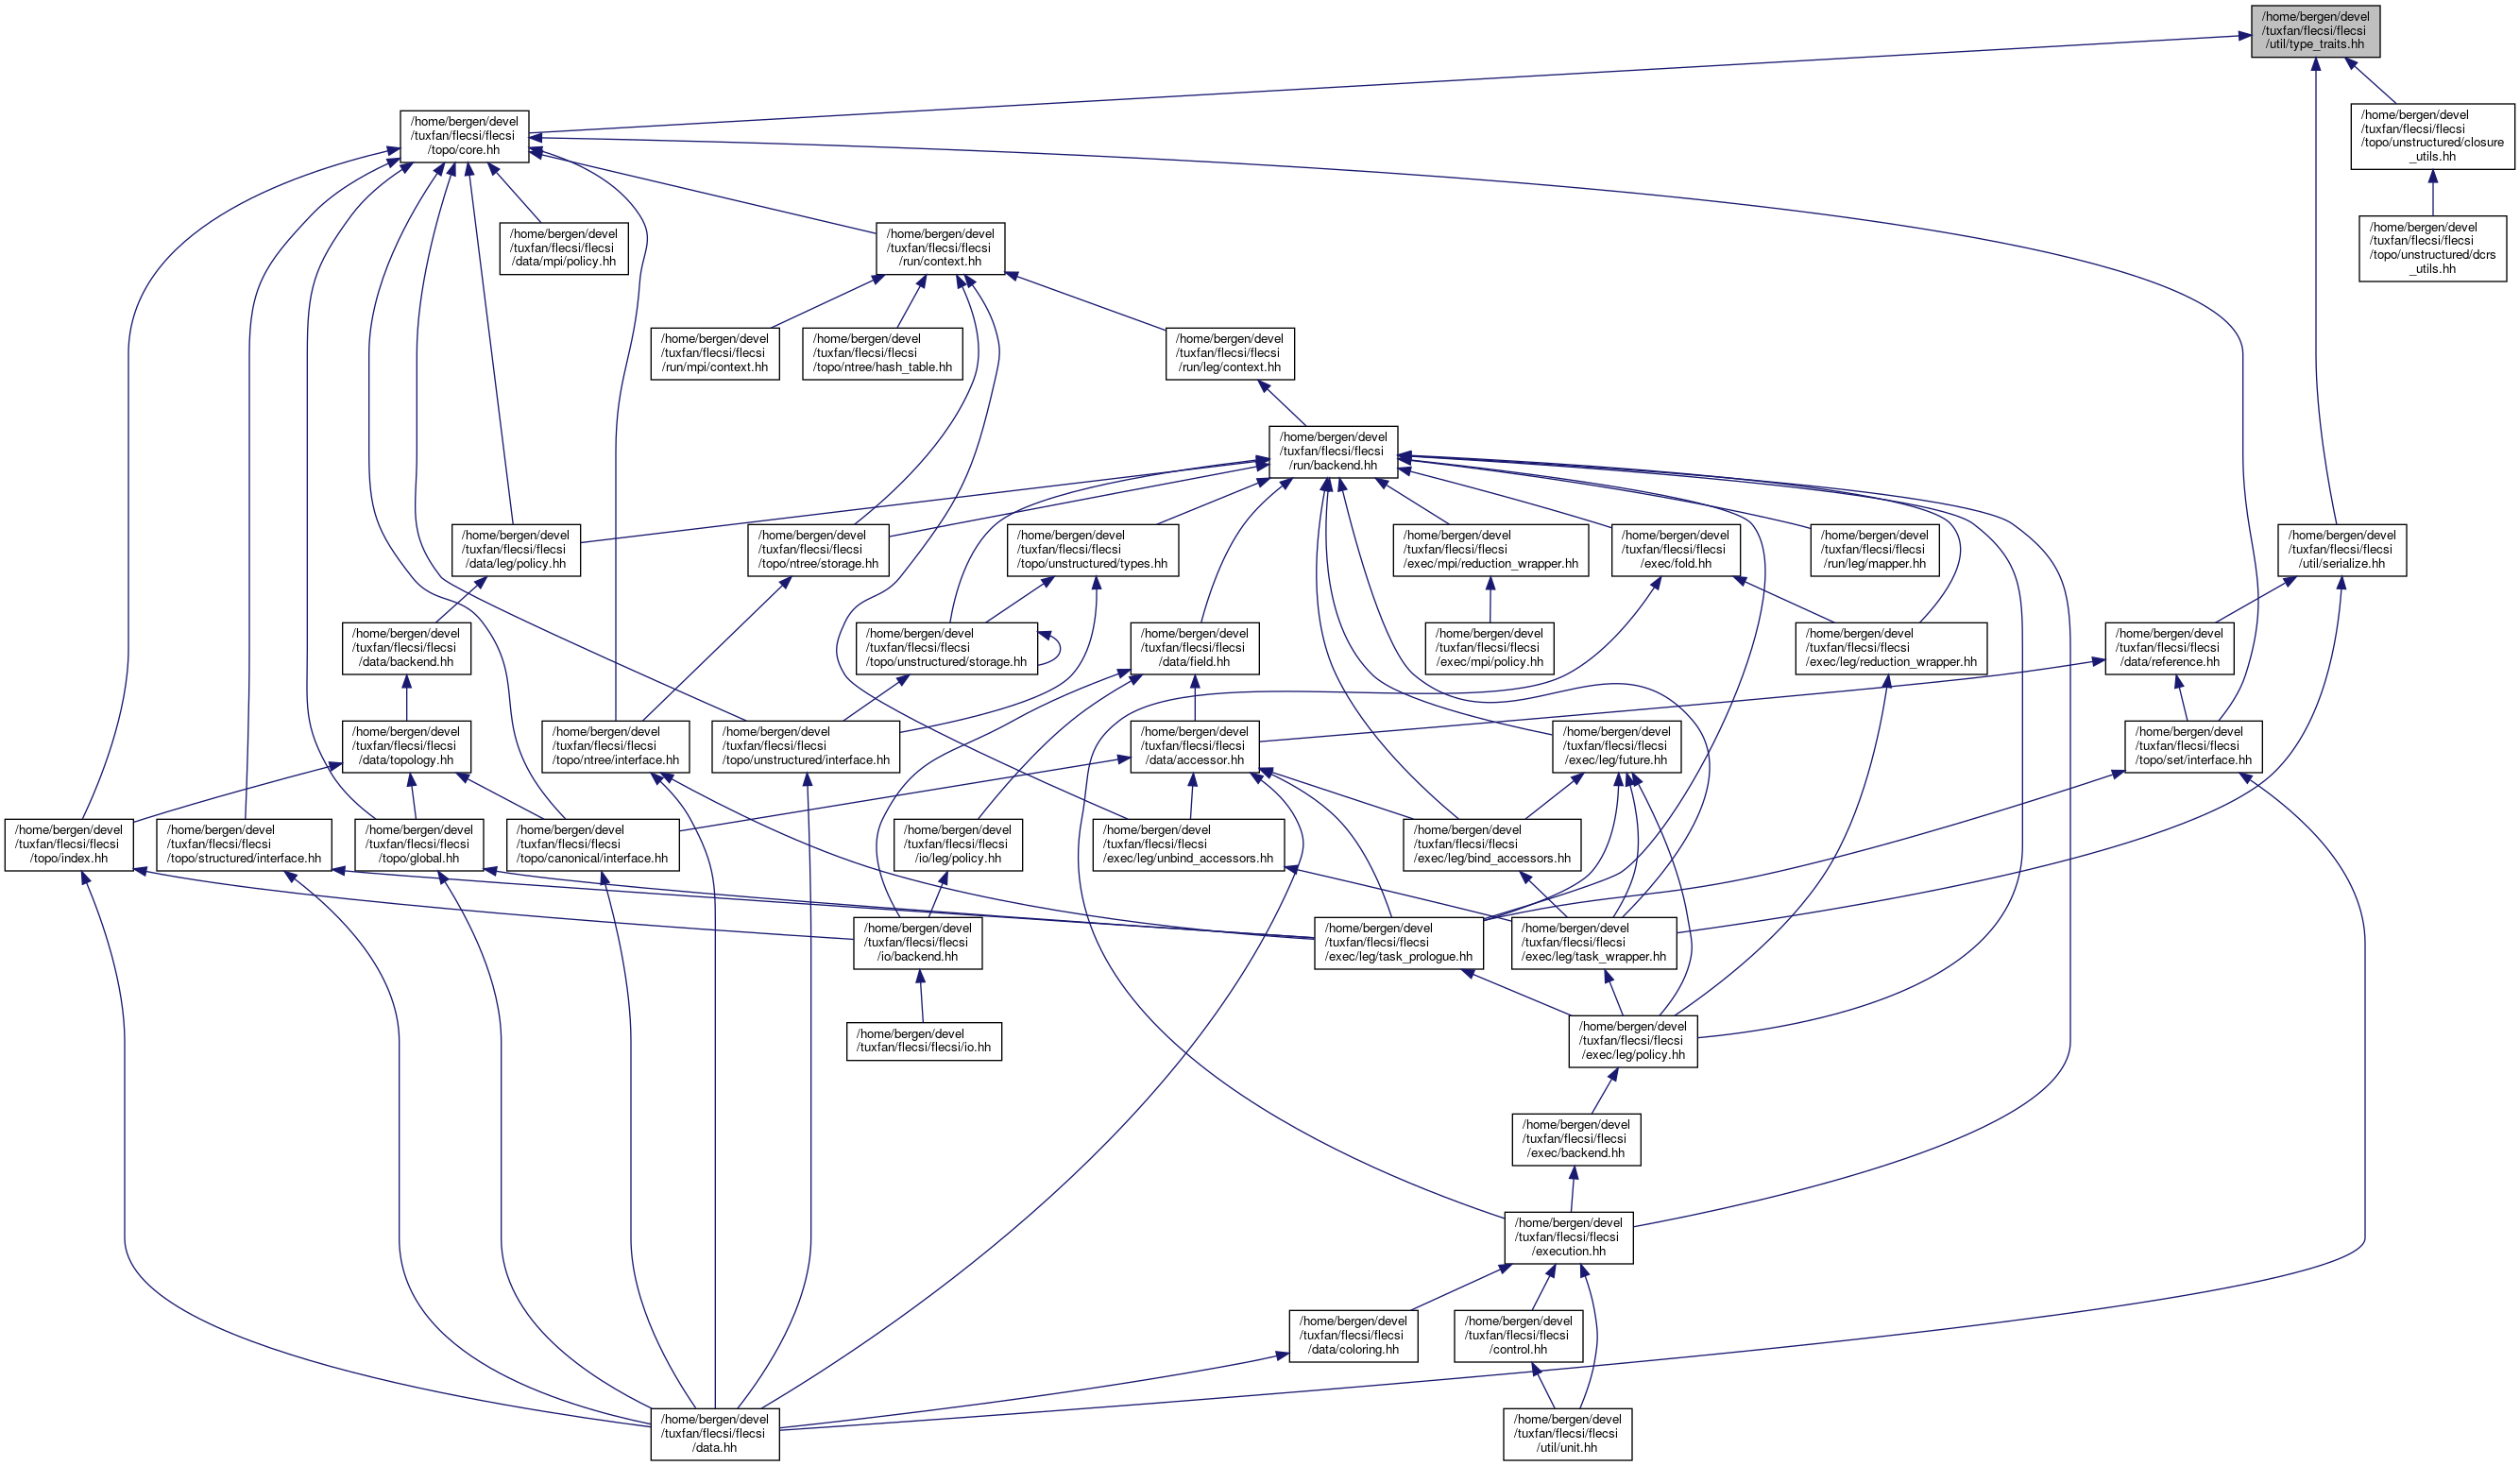 /home/bergen/devel
/tuxfan/flecsi/flecsi
/util/type_traits.hh
/home/bergen/devel
/tuxfan/flecsi/flecsi
/topo/core.hh
/home/bergen/devel
/tuxfan/flecsi/flecsi
/topo/unstructured/closure
_utils.hh
/home/bergen/devel
/tuxfan/flecsi/flecsi
/data/mpi/policy.hh
/home/bergen/devel
/tuxfan/flecsi/flecsi
/run/context.hh
/home/bergen/devel
/tuxfan/flecsi/flecsi
/topo/unstructured/dcrs
_utils.hh
/home/bergen/devel
/tuxfan/flecsi/flecsi
/run/mpi/context.hh
/home/bergen/devel
/tuxfan/flecsi/flecsi
/topo/ntree/hash_table.hh
/home/bergen/devel
/tuxfan/flecsi/flecsi
/run/leg/context.hh
/home/bergen/devel
/tuxfan/flecsi/flecsi
/run/backend.hh
/home/bergen/devel
/tuxfan/flecsi/flecsi
/data/leg/policy.hh
/home/bergen/devel
/tuxfan/flecsi/flecsi
/topo/ntree/storage.hh
/home/bergen/devel
/tuxfan/flecsi/flecsi
/topo/unstructured/types.hh
/home/bergen/devel
/tuxfan/flecsi/flecsi
/exec/mpi/reduction_wrapper.hh
/home/bergen/devel
/tuxfan/flecsi/flecsi
/exec/fold.hh
/home/bergen/devel
/tuxfan/flecsi/flecsi
/run/leg/mapper.hh
/home/bergen/devel
/tuxfan/flecsi/flecsi
/util/serialize.hh
/home/bergen/devel
/tuxfan/flecsi/flecsi
/data/backend.hh
/home/bergen/devel
/tuxfan/flecsi/flecsi
/topo/unstructured/storage.hh
/home/bergen/devel
/tuxfan/flecsi/flecsi
/data/field.hh
/home/bergen/devel
/tuxfan/flecsi/flecsi
/exec/mpi/policy.hh
/home/bergen/devel
/tuxfan/flecsi/flecsi
/exec/leg/reduction_wrapper.hh
/home/bergen/devel
/tuxfan/flecsi/flecsi
/data/reference.hh
/home/bergen/devel
/tuxfan/flecsi/flecsi
/data/topology.hh
/home/bergen/devel
/tuxfan/flecsi/flecsi
/topo/ntree/interface.hh
/home/bergen/devel
/tuxfan/flecsi/flecsi
/topo/unstructured/interface.hh
/home/bergen/devel
/tuxfan/flecsi/flecsi
/data/accessor.hh
/home/bergen/devel
/tuxfan/flecsi/flecsi
/exec/leg/future.hh
/home/bergen/devel
/tuxfan/flecsi/flecsi
/topo/set/interface.hh
/home/bergen/devel
/tuxfan/flecsi/flecsi
/topo/index.hh
/home/bergen/devel
/tuxfan/flecsi/flecsi
/topo/structured/interface.hh
/home/bergen/devel
/tuxfan/flecsi/flecsi
/topo/global.hh
/home/bergen/devel
/tuxfan/flecsi/flecsi
/topo/canonical/interface.hh
/home/bergen/devel
/tuxfan/flecsi/flecsi
/io/leg/policy.hh
/home/bergen/devel
/tuxfan/flecsi/flecsi
/exec/leg/unbind_accessors.hh
/home/bergen/devel
/tuxfan/flecsi/flecsi
/exec/leg/bind_accessors.hh
/home/bergen/devel
/tuxfan/flecsi/flecsi
/io/backend.hh
/home/bergen/devel
/tuxfan/flecsi/flecsi
/exec/leg/task_prologue.hh
/home/bergen/devel
/tuxfan/flecsi/flecsi
/exec/leg/task_wrapper.hh
/home/bergen/devel
/tuxfan/flecsi/flecsi/io.hh
/home/bergen/devel
/tuxfan/flecsi/flecsi
/exec/leg/policy.hh
/home/bergen/devel
/tuxfan/flecsi/flecsi
/exec/backend.hh
/home/bergen/devel
/tuxfan/flecsi/flecsi
/execution.hh
/home/bergen/devel
/tuxfan/flecsi/flecsi
/data/coloring.hh
/home/bergen/devel
/tuxfan/flecsi/flecsi
/control.hh
/home/bergen/devel
/tuxfan/flecsi/flecsi
/data.hh
/home/bergen/devel
/tuxfan/flecsi/flecsi
/util/unit.hh